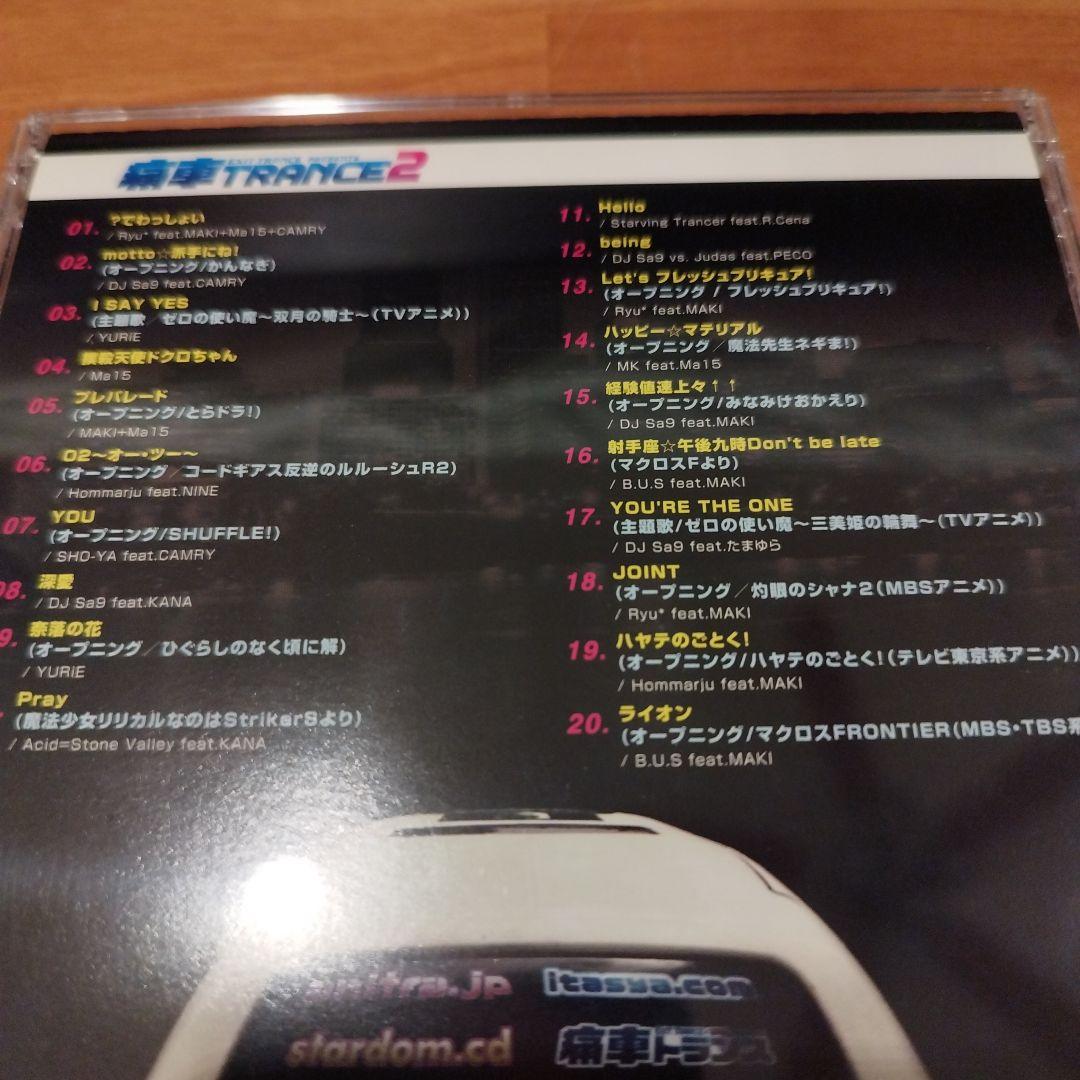 痛車TRANCE2
EXIT TRANCE PRESENTS
01. ?でわっしょい
/ Ryu* feat.MAKI+Ma15+CAMRY
02. motto☆派手にね!
(オープニング/かんなぎ)
/ DJ Sa9 feat.CAMRY
03. I SAY YES
(主題歌/ゼロの使い魔~双月の騎士~(TVアニメ))
/ YURiE
04. 撲殺天使ドクロちゃん
/ Ma15
05. プレパレード
(オープニング/とらドラ!)
/ MAKI+Ma15
06. O2~オー・ツー~
(オープニング/コードギアス反逆のルルーシュR2)
/ Hommarju feat.NINE
07. YOU
(オープニング/SHUFFLE!)
/ SHO-YA feat.CAMRY
08. 深愛
/ DJ Sa9 feat.KANA
9. 奈落の花
(オープニング/ひぐらしのなく頃に解)
/ YURiE
Pray
(魔法少女リリカルなのはStrikerSより)
/ Acid=Stone Valley feat.KANA
11. Hello
/ Starving Trancer feat.R.Cena
12. being
/ DJ Sa9 vs. Judas feat.PECO
13. Let's フレッシュプリキュア!
(オープニング / フレッシュプリキュア!)
/ Ryu* feat.MAKI
14. ハッピー☆マテリアル
(オープニング/魔法先生ネギま!)
/ MK feat.Ma15
15. 経験値速上々↑↑
(オープニング/みなみけおかえり)
/ DJ Sa9 feat.MAKI
16. 射手座☆午後九時Don't be late
(マクロスFより)
/ B.U.S feat.MAKI
17. YOU'RE THE ONE
(主題歌/ゼロの使い魔~三美姫の輪舞~(TVアニメ))
/ DJ Sa9 feat.たまゆら
18. JOINT
(オープニング/灼眼のシャナ2(MBSアニメ))
/ Ryu* feat.MAKI
19. ハヤテのごとく!
(オープニング/ハヤテのごとく!(テレビ東京系アニメ))
/ Hommarju feat.MAKI
20. ライオン
(オープニング/マクロスFRONTIER(MBS・TBS系
/ B.U.S feat.MAKI
anitra.jp
itasya.com
stardom.cd
痛車トランス